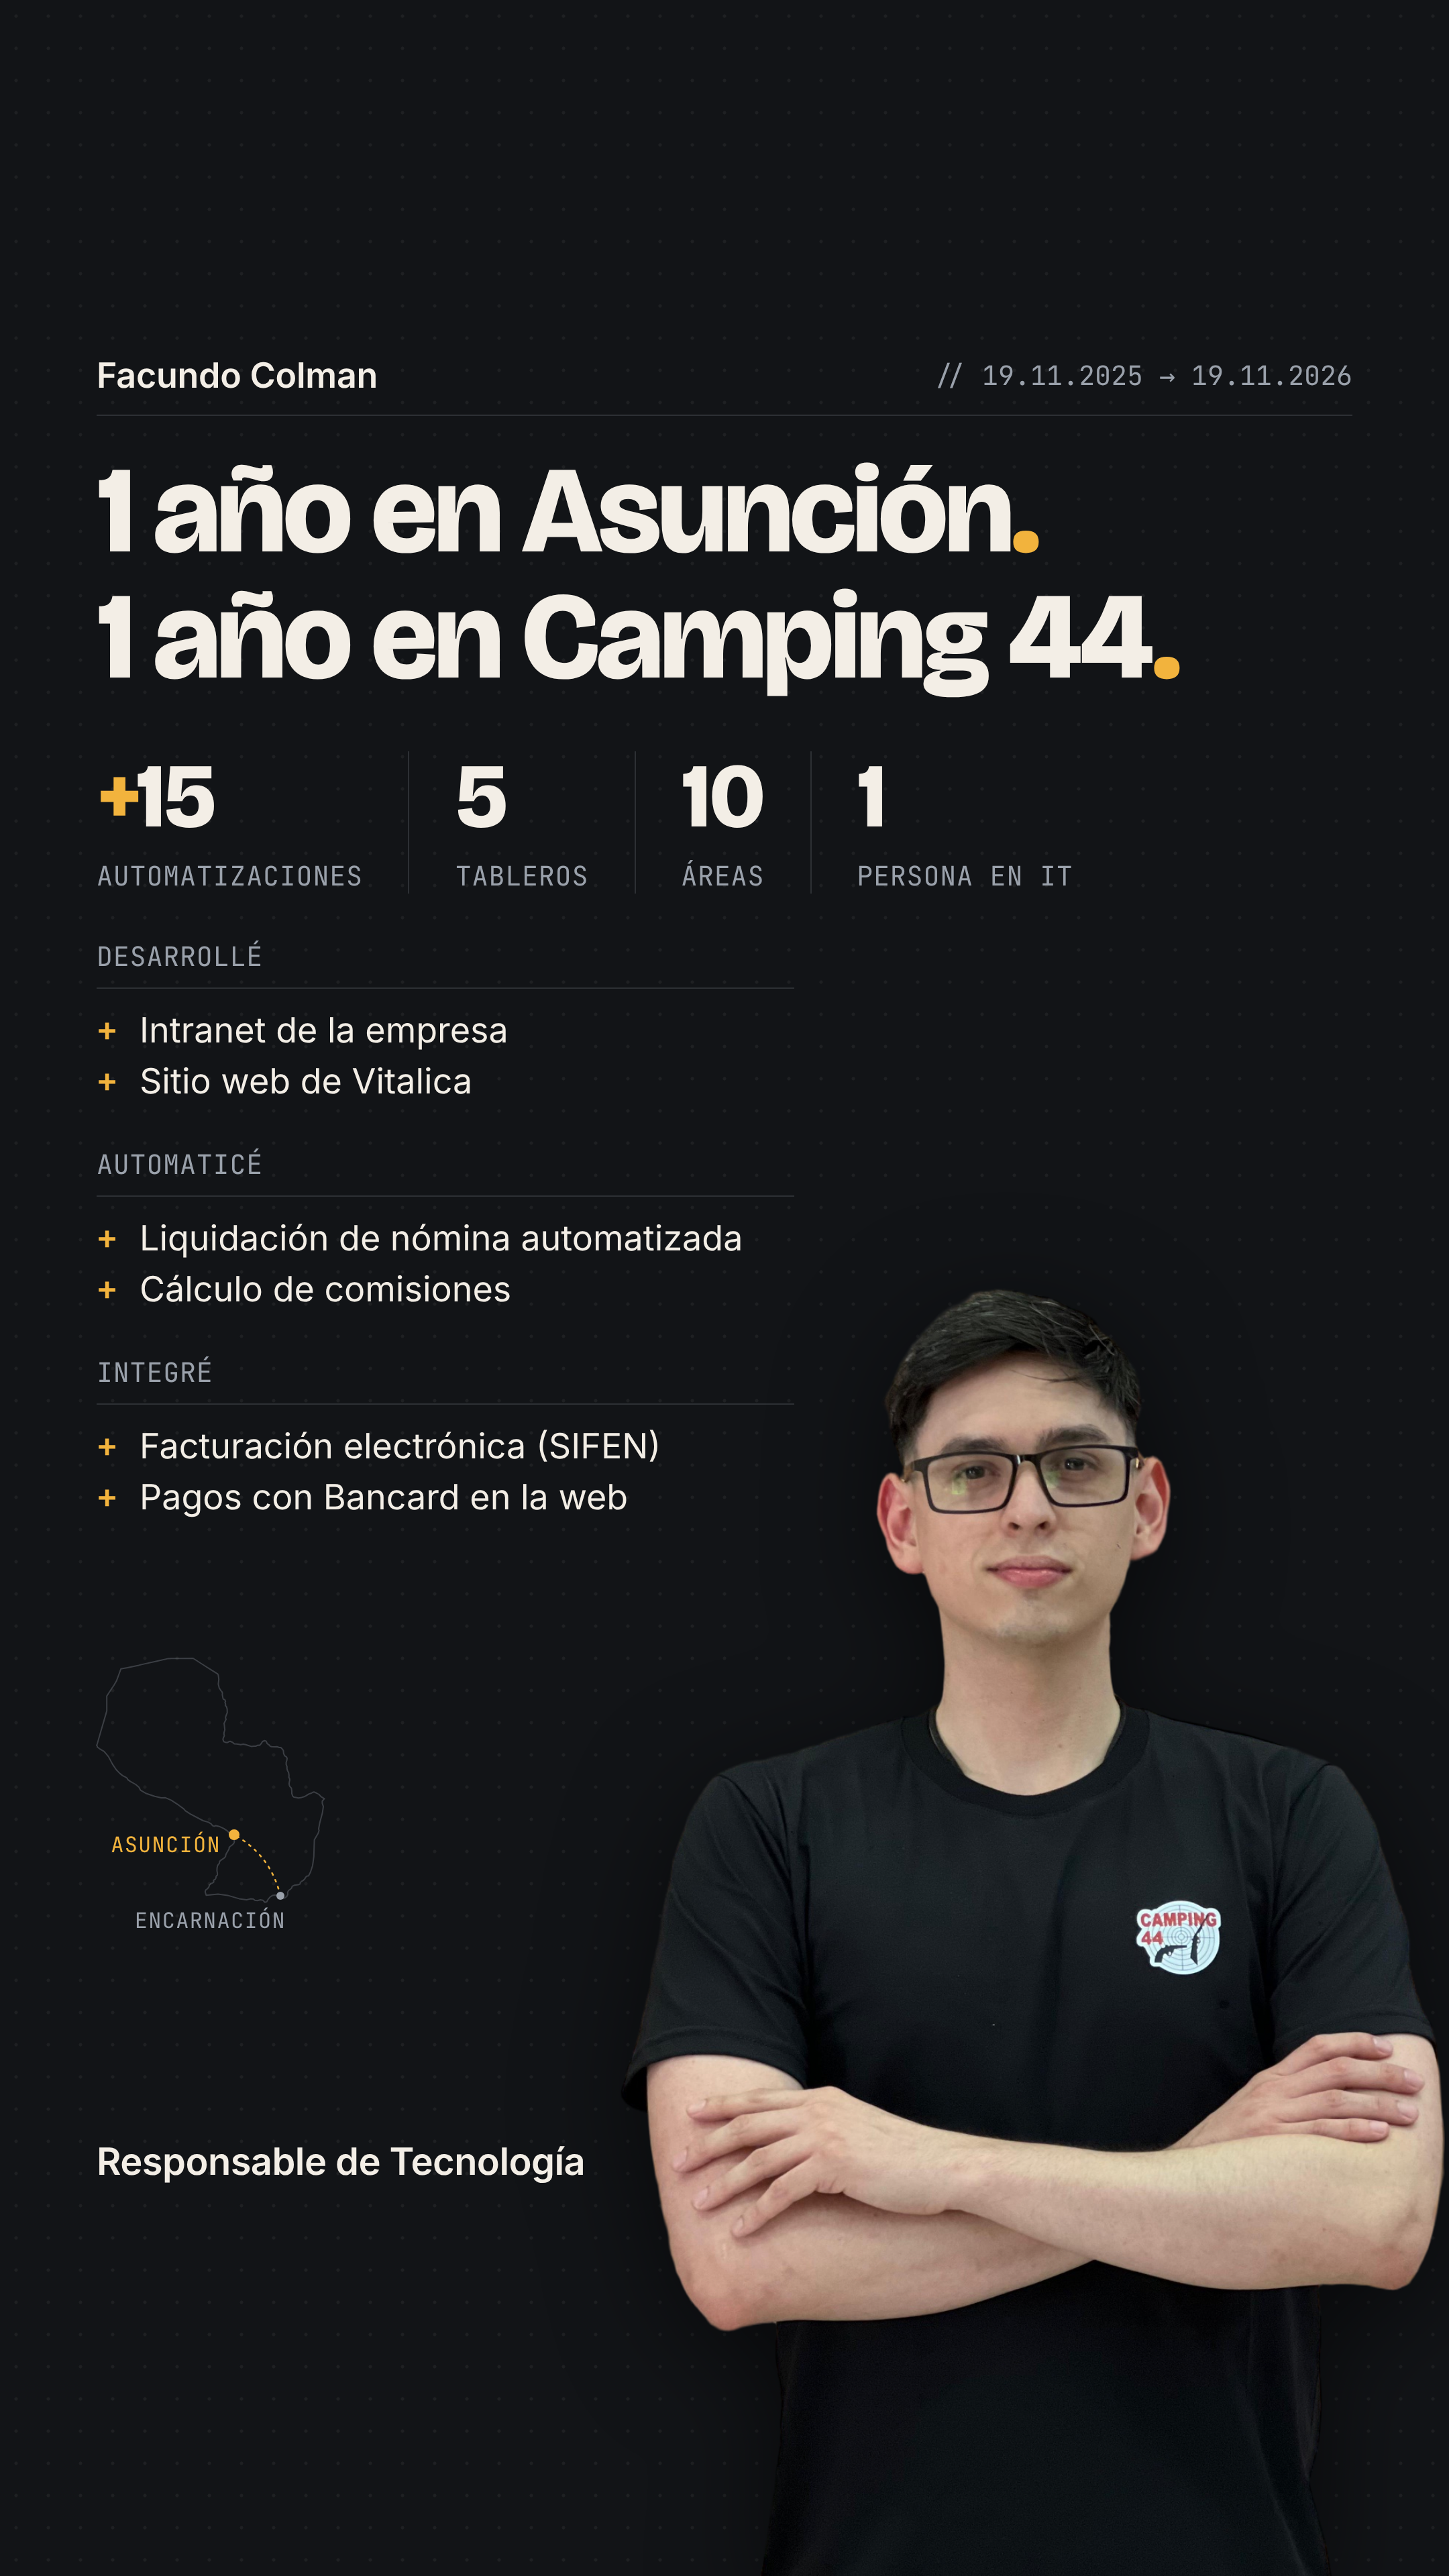 Facundo Colman
// 19.11.2025 → 19.11.2026
1 año en Asunción.
1 año en Camping 44.
+15
AUTOMATIZACIONES
5
TABLEROS
10
ÁREAS
1
PERSONA EN IT
DESARROLLÉ
+ Intranet de la empresa
+ Sitio web de Vitalica
AUTOMATICÉ
+ Liquidación de nómina automatizada
+ Cálculo de comisiones
INTEGRÉ
+ Facturación electrónica (SIFEN)
+ Pagos con Bancard en la web
ASUNCIÓN
ENCARNACIÓN
CAMPING
44
Responsable de Tecnología